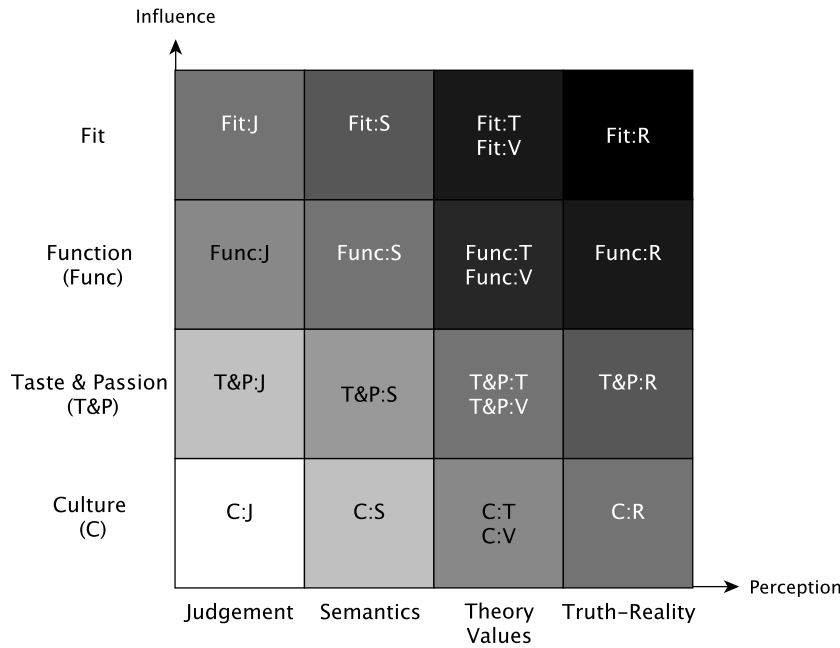 Influence
Fit
Fit:J
Fit:S
Fit:T
Fit:V
Fit:R
Function
(Func)
Func:J
Func:S
Func:T
Func:V
Func:R
Taste & Passion
(T&P)
T&P:J
T&P:S
T&P:T
T&P:V
T&P:R
Culture
(C)
C:J
C:S
C:T
C:V
C:R
Perception
Judgement
Semantics
Theory
Values
Truth-Reality